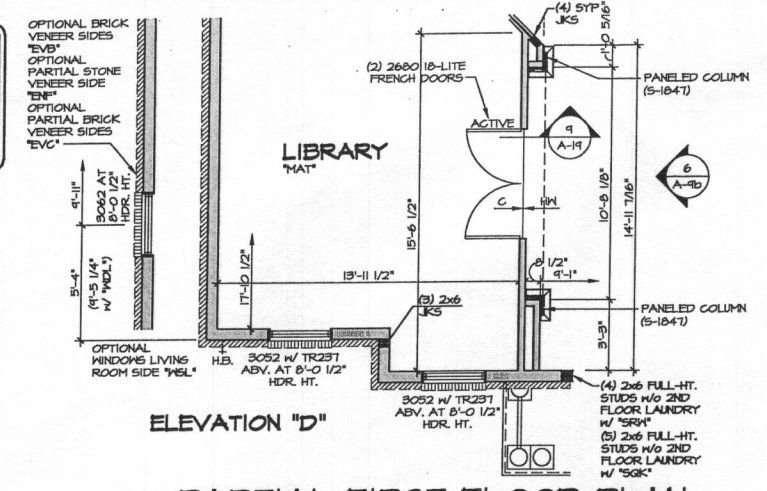 OPTIONAL BRICK
VENEER SIDES
"EVB"
OPTIONAL
PARTIAL STONE
VENEER SIDE
"ENF"
OPTIONAL
PARTIAL BRICK
VENEER SIDES
"EVC"
4'-11"
3062 AT
8'-0 1/2"
HDR. HT.
5'-4"
(9'-5 1/4"
W/ "WDL")
OPTIONAL
WINDOWS LIVING
ROOM SIDE "WSL"
H.B.
LIBRARY
"MAT"
(2) 2680 18-LITE
FRENCH DOORS
ACTIVE
(4) SYP
JKS
1'-0 5/16"
PANELED COLUMN
(S-1847)
9
A-19
6
A-9b
C
HW
15'-6 1/2"
10'-8 1/8"
14'-11 7/16"
17'-10 1/2"
13'-11 1/2"
8 1/2"
9'-1"
(3) 2x6
JKS
PANELED COLUMN
(S-1847)
3'-3"
3052 W/ TR237
ABV. AT 8'-0 1/2"
HDR. HT.
3052 W/ TR237
ABV. AT 8'-0 1/2"
HDR. HT.
(4) 2x6 FULL-HT.
STUDS W/O 2ND
FLOOR LAUNDRY
W/ "SRW"
(5) 2x6 FULL-HT.
STUDS W/O 2ND
FLOOR LAUNDRY
W/ "SQK"
ELEVATION "D"
PARTIAL FIRST FLOOR PLAN